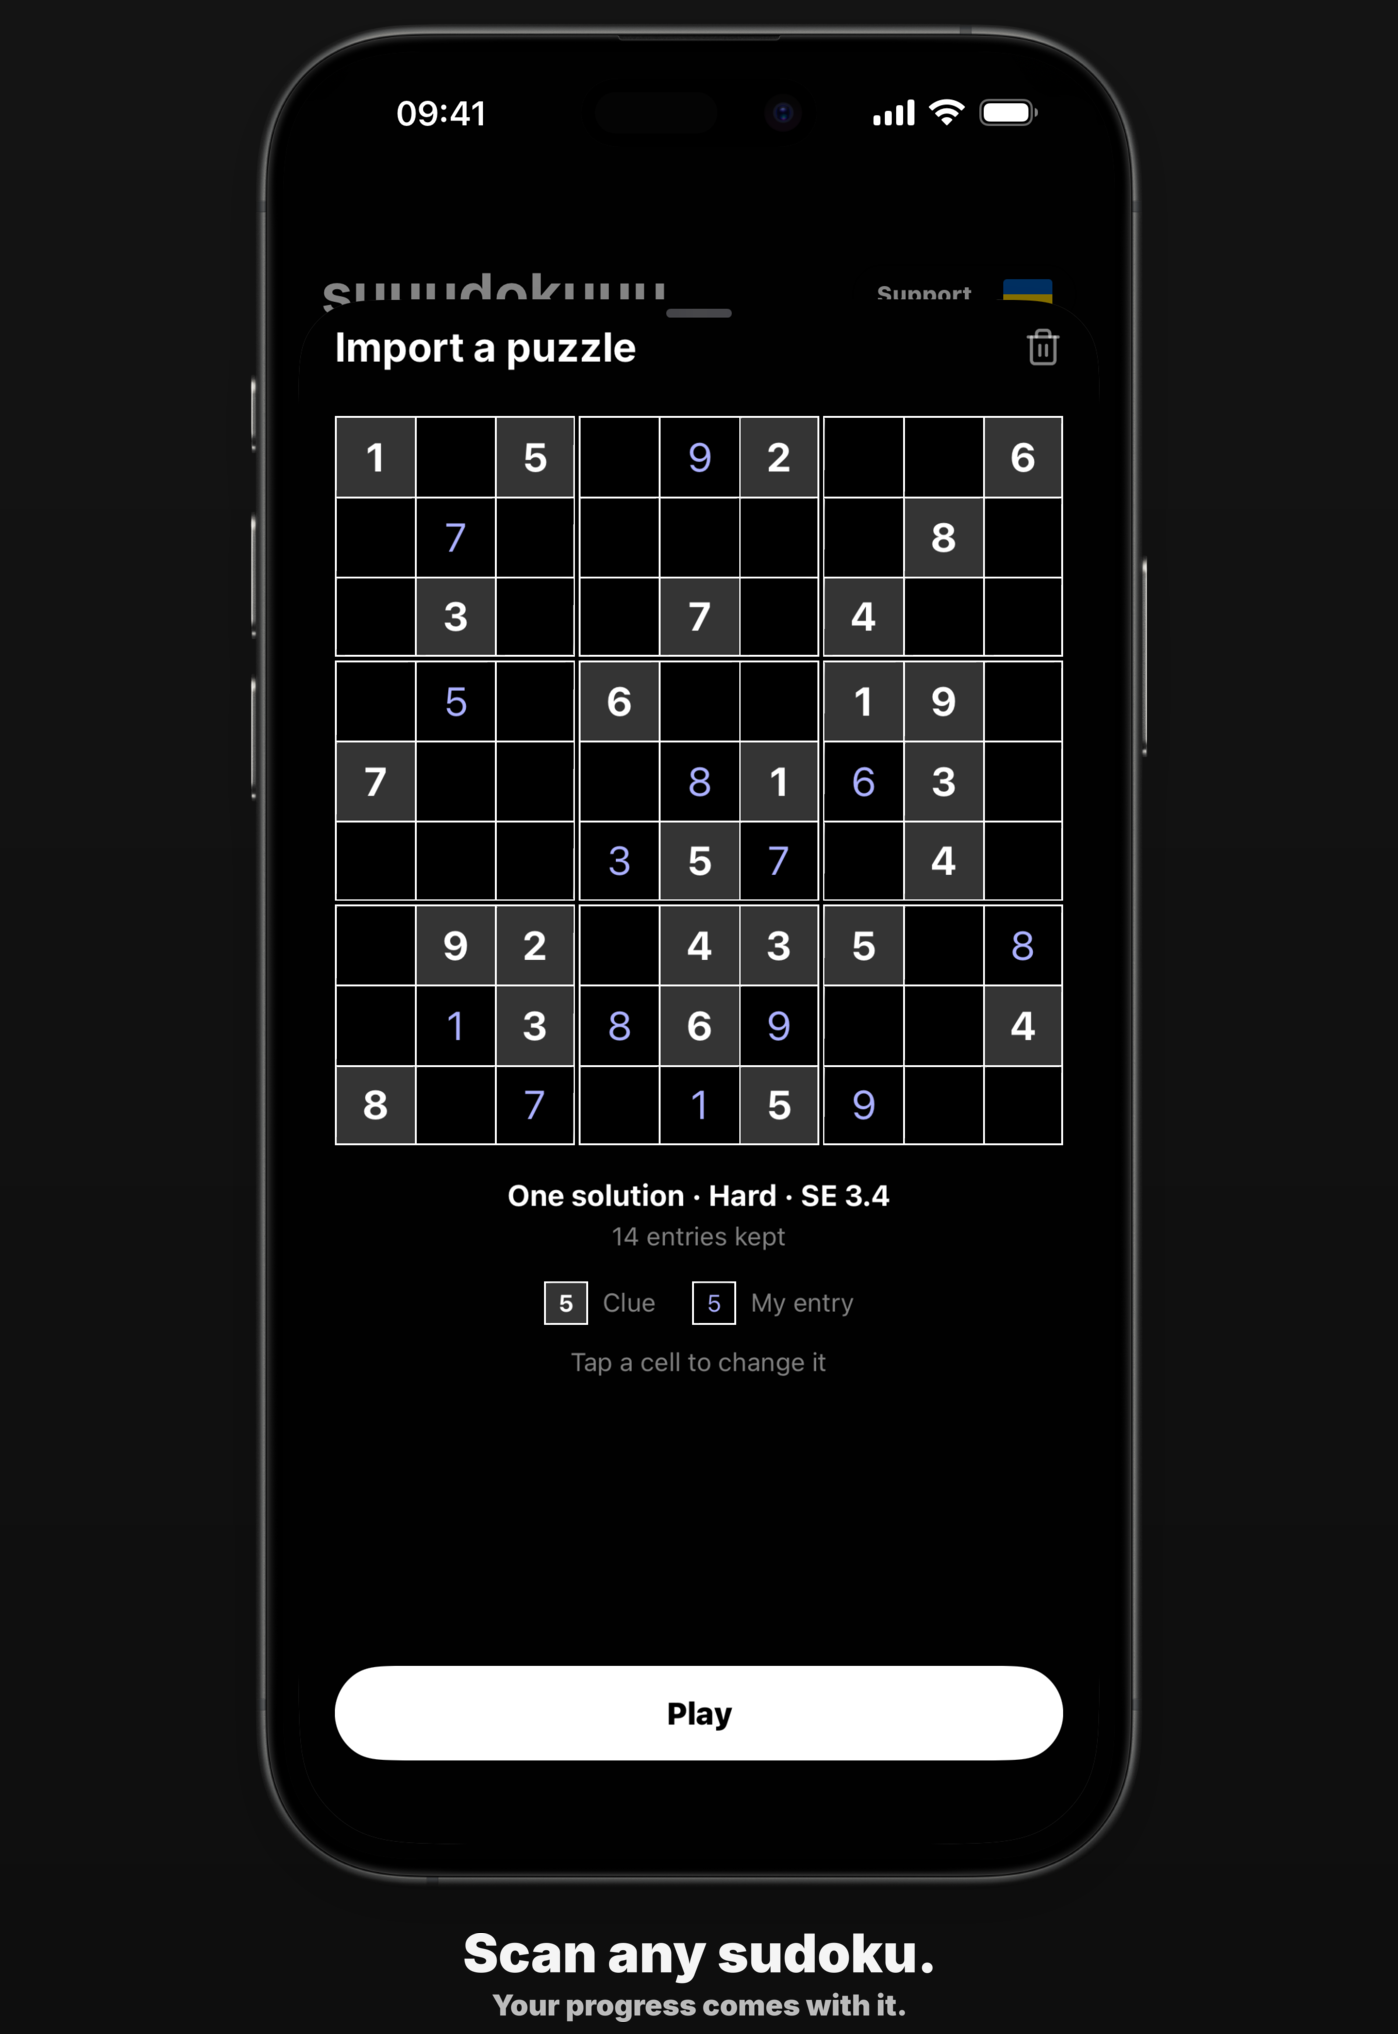 09:41
suuudokuuu
Support
Import a puzzle
1 5 9 2 6
7 8
3 7 4
5 6 1 9
7 8 1 6 3
3 5 7 4
9 2 4 3 5 8
1 3 8 6 9 4
8 7 1 5 9
One solution · Hard · SE 3.4
14 entries kept
5 Clue 5 My entry
Tap a cell to change it
Play
Scan any sudoku.
Your progress comes with it.